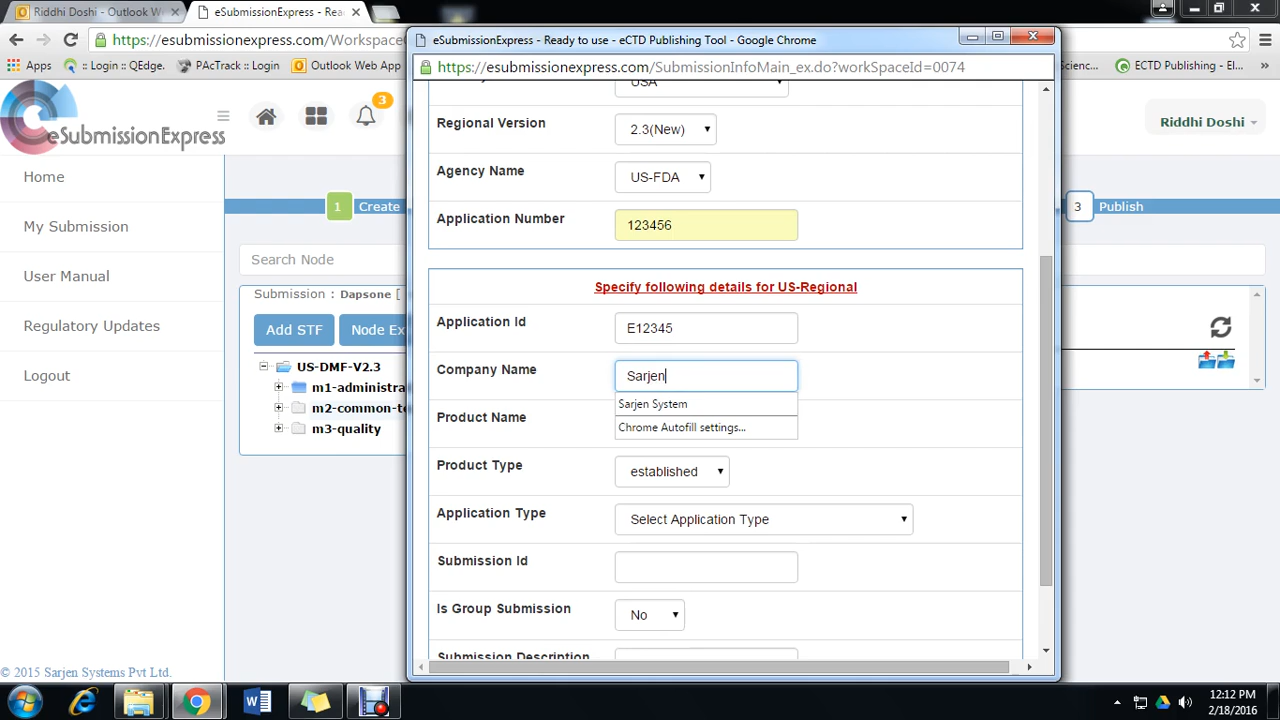 Riddhi Doshi - Outlook W
eSubmissionExpress - Rea
https://esubmissionexpress.com/Workspace
Apps
:: Login :: QEdge.
PAcTrack :: Login
Outlook Web App
Scienc...
ECTD Publishing - El...
»
eSubmissionExpress - Ready to use - eCTD Publishing Tool - Google Chrome
https://esubmissionexpress.com/SubmissionInfoMain_ex.do?workSpaceId=0074
eSubmissionExpress
3
Riddhi Doshi
Home
My Submission
User Manual
Regulatory Updates
Logout
1 Create
3 Publish
Search Node
Submission : Dapsone [
Add STF
Node Ex
US-DMF-V2.3
m1-administra
m2-common-te
m3-quality
USA
Regional Version
2.3(New)
Agency Name
US-FDA
Application Number
123456
Specify following details for US-Regional
Application Id
E12345
Company Name
Sarjen
Sarjen System
Chrome Autofill settings...
Product Name
Product Type
established
Application Type
Select Application Type
Submission Id
Is Group Submission
No
Submission Description
© 2015 Sarjen Systems Pvt Ltd.
12:12 PM
2/18/2016